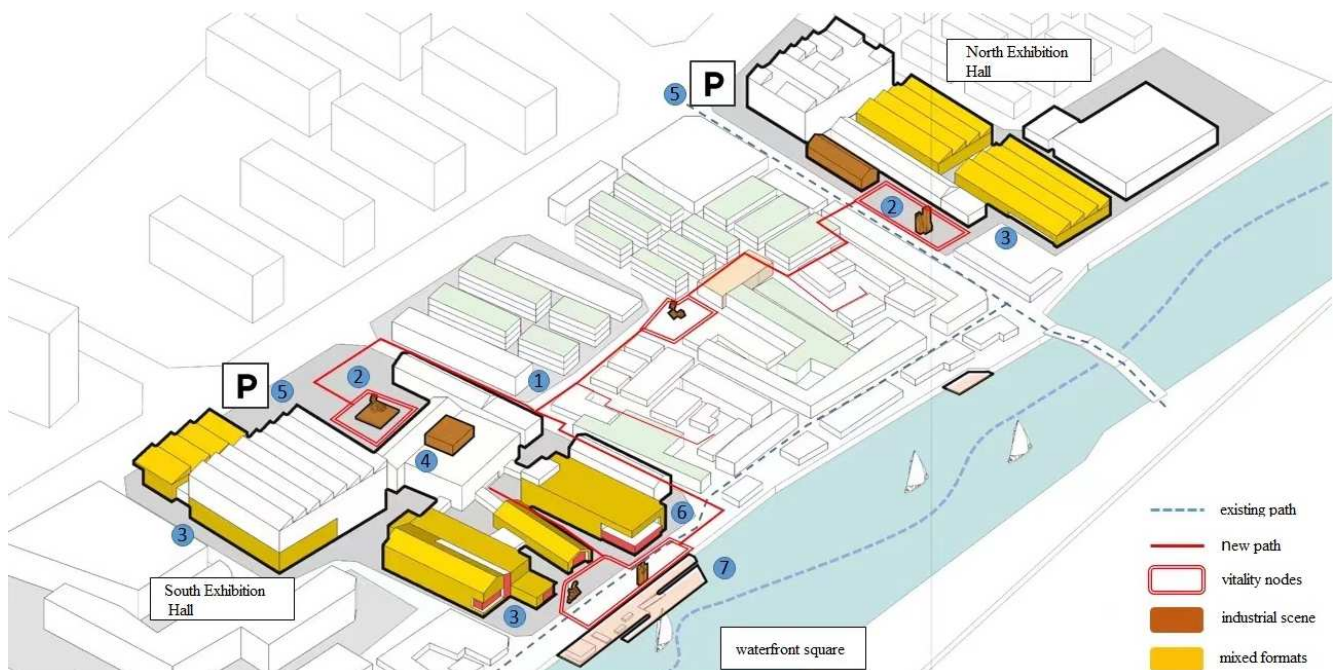 North Exhibition
Hall
5
P
2
3
1
2
P
5
4
6
3
7
South Exhibition
Hall
3
waterfront square
existing path
new path
vitality nodes
industrial scene
mixed formats